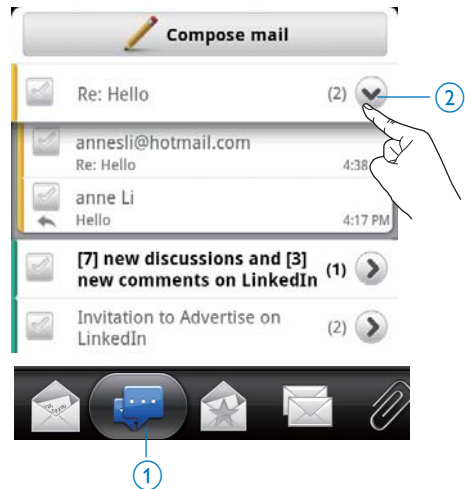 Compose mail
Re: Hello (2)
2
annesli@hotmail.com
Re: Hello 4:38
anne Li
Hello 4:17 PM
[7] new discussions and [3]
new comments on LinkedIn (1)
Invitation to Advertise on
LinkedIn (2)
1